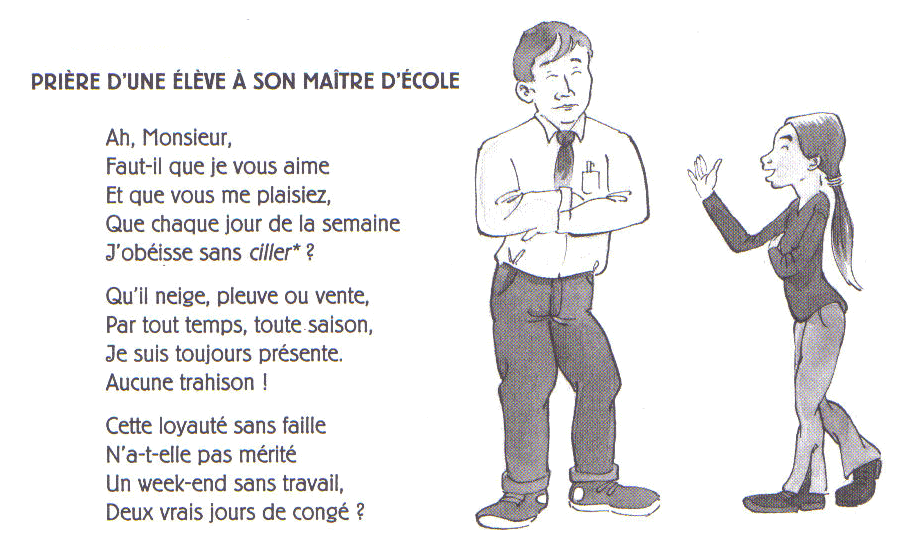 PRIÈRE D'UNE ÉLÈVE À SON MAÎTRE D'ÉCOLE
Ah, Monsieur,
Faut-il que je vous aime
Et que vous me plaisiez,
Que chaque jour de la semaine
J'obéisse sans ciller* ?
Qu'il neige, pleuve ou vente,
Par tout temps, toute saison,
Je suis toujours présente.
Aucune trahison !
Cette loyauté sans faille
N'a-t-elle pas mérité
Un week-end sans travail,
Deux vrais jours de congé ?